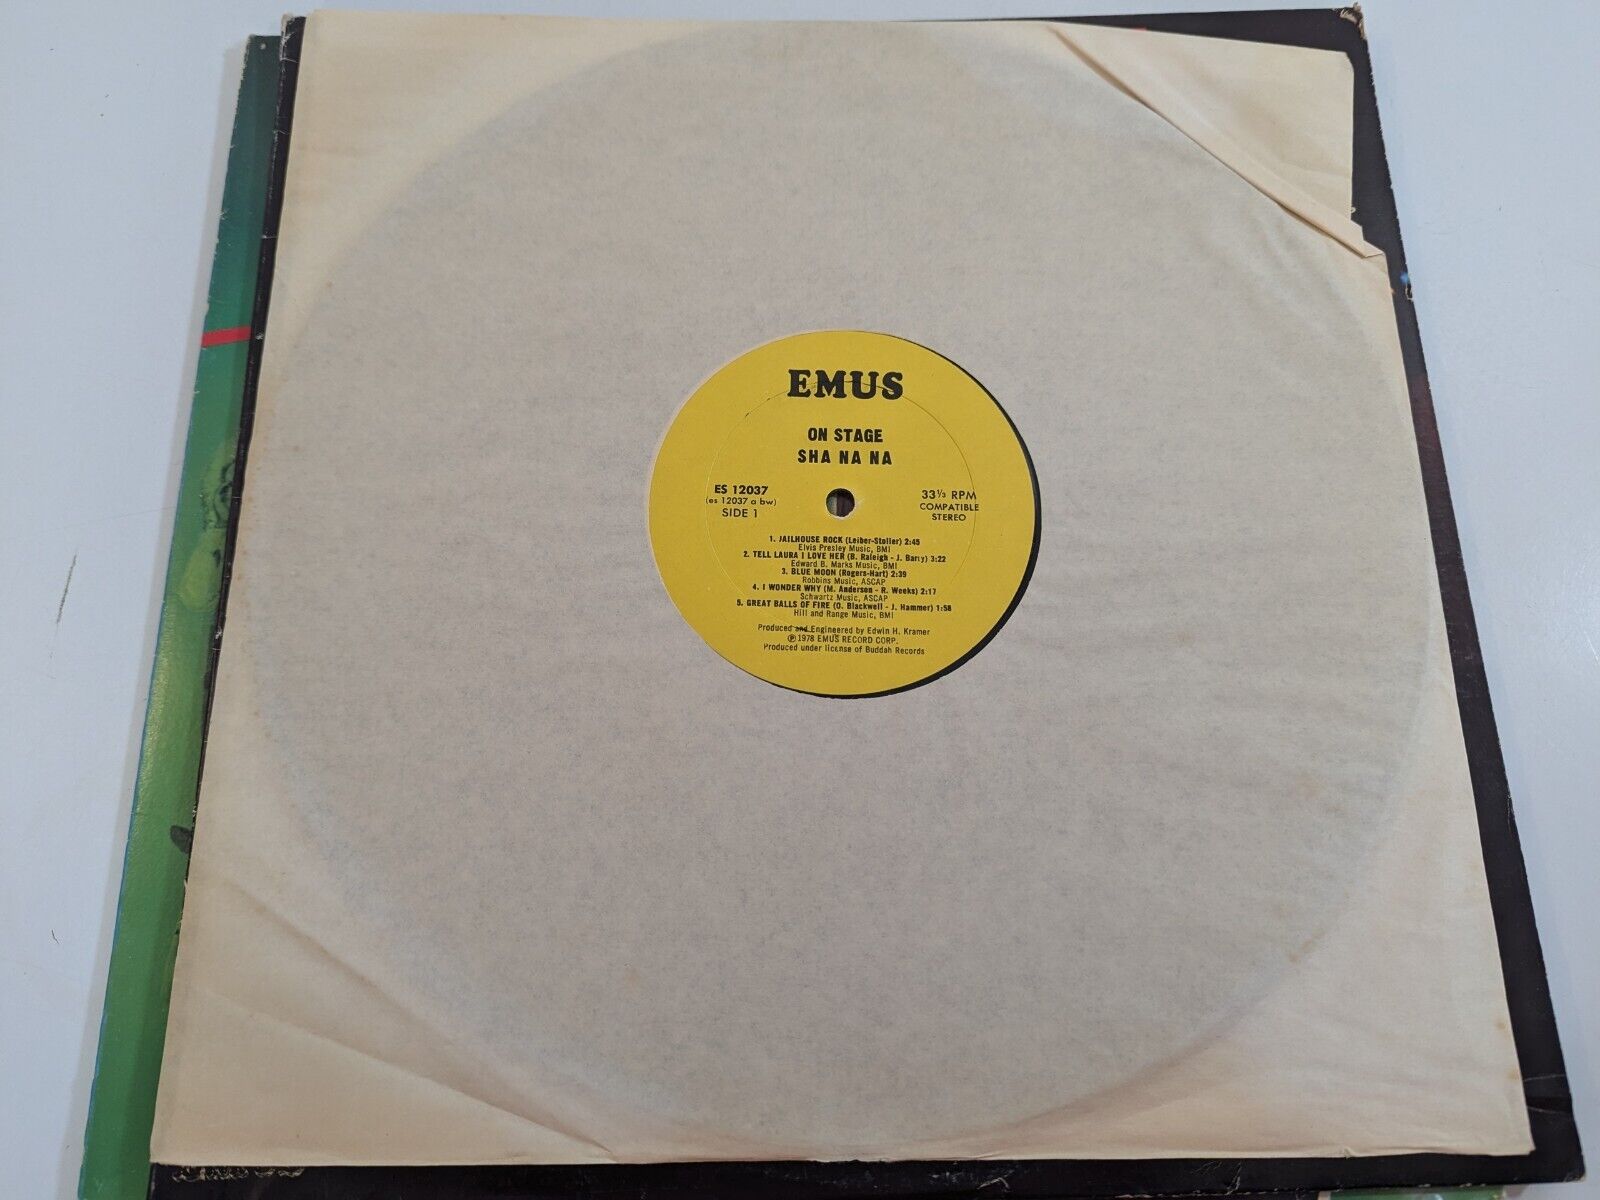 EMUS
ON STAGE
SHA NA NA
ES 12037
(es 12037 a bw)
SIDE 1
33⅓ RPM
COMPATIBLE
STEREO
1. JAILHOUSE ROCK (Leiber-Stoller) 2:45
Elvis Presley Music, BMI
2. TELL LAURA I LOVE HER (B. Raleigh - J. Barry) 3:22
Edward B. Marks Music, BMI
3. BLUE MOON (Rogers-Hart) 2:39
Robbins Music, ASCAP
4. I WONDER WHY (M. Anderson - R. Weeks) 2:17
Schwartz Music, ASCAP
5. GREAT BALLS OF FIRE (O. Blackwell - J. Hammer) 1:58
Hill and Range Music, BMI
Produced and Engineered by Edwin H. Kramer
℗ 1978 EMUS RECORD CORP.
Produced under license of Buddah Records